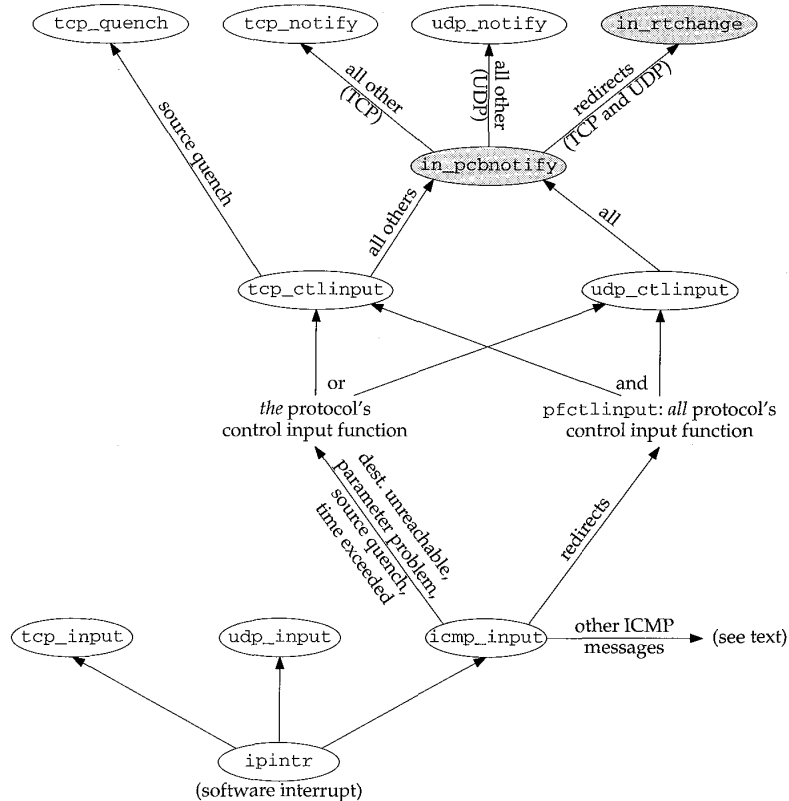 tcp_quench
tcp_notify
udp_notify
in_rtchange
source quench
all other
(TCP)
all other
(UDP)
redirects
(TCP and UDP)
in_pcbnotify
all others
all
tcp_ctlinput
udp_ctlinput
or
the protocol's
control input function
and
pfctlinput: all protocol's
control input function
dest. unreachable,
parameter problem,
source quench,
time exceeded
redirects
tcp_input
udp_input
icmp_input
other ICMP
messages
(see text)
ipintr
(software interrupt)